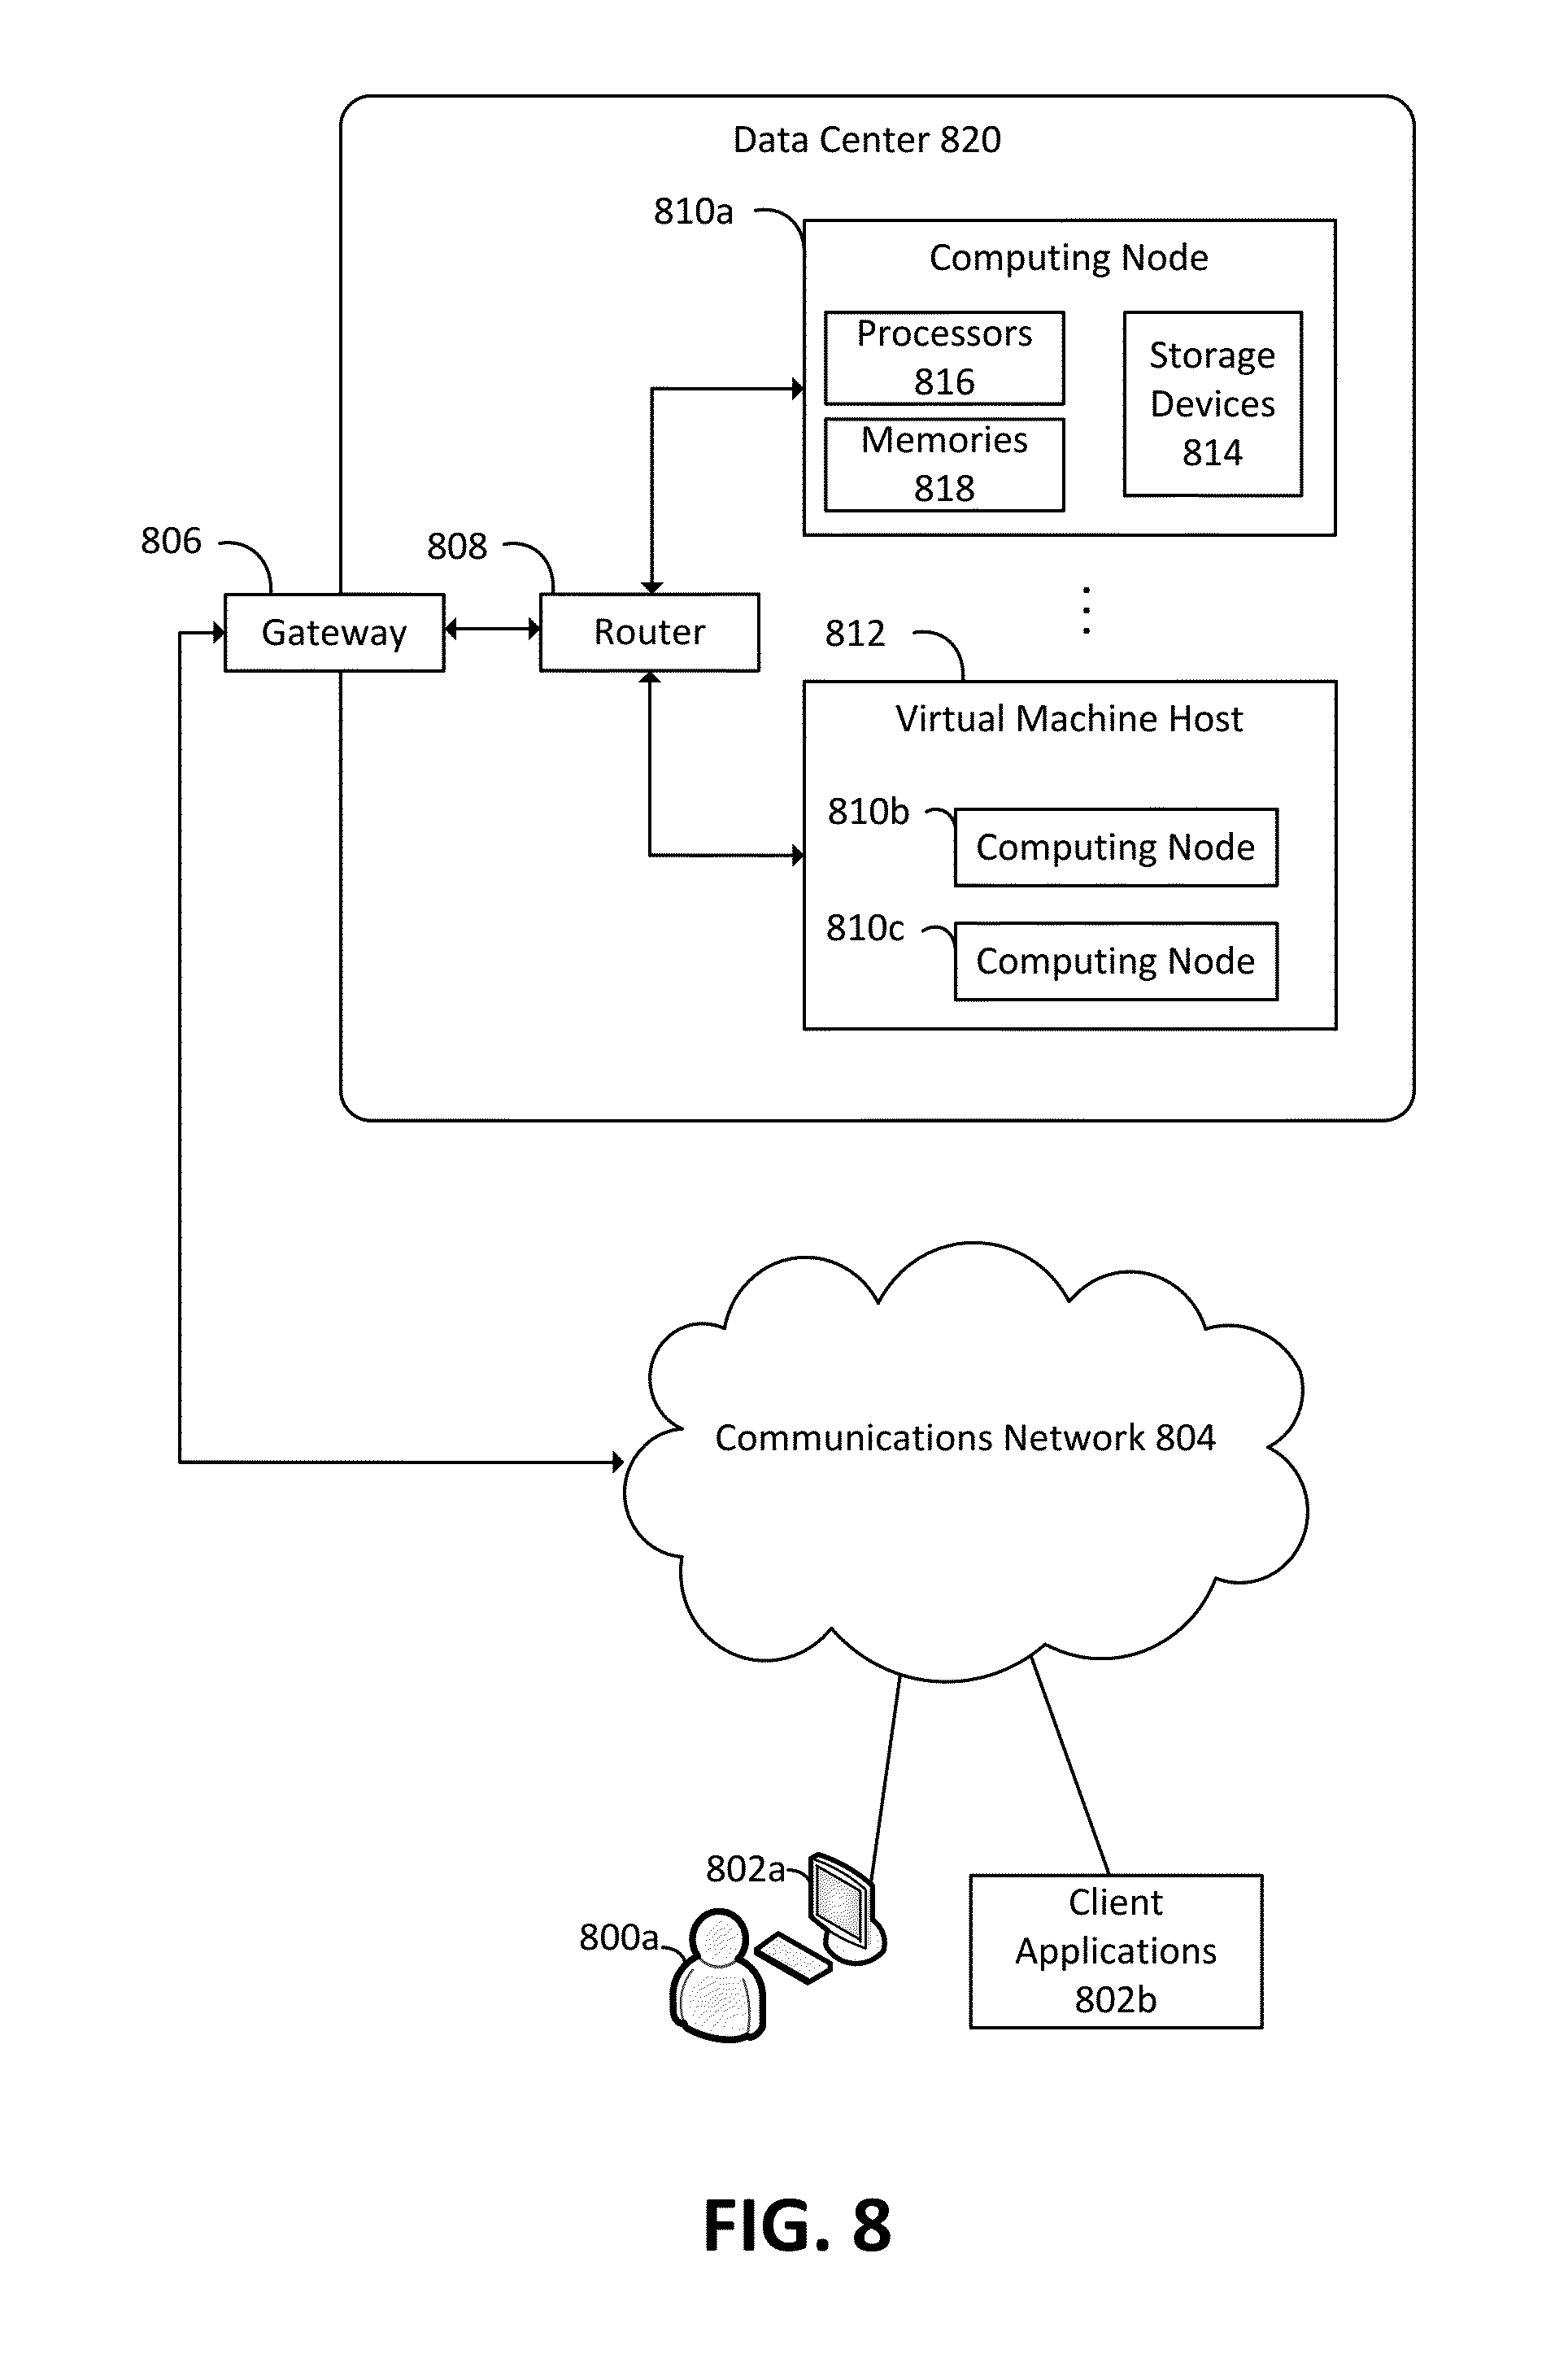 Data Center 820
810a
Computing Node
Processors
816
Storage
Devices
814
Memories
818
806
808
Gateway
Router
812
Virtual Machine Host
810b
Computing Node
810c
Computing Node
Communications Network 804
802a
800a
Client
Applications
802b
FIG. 8